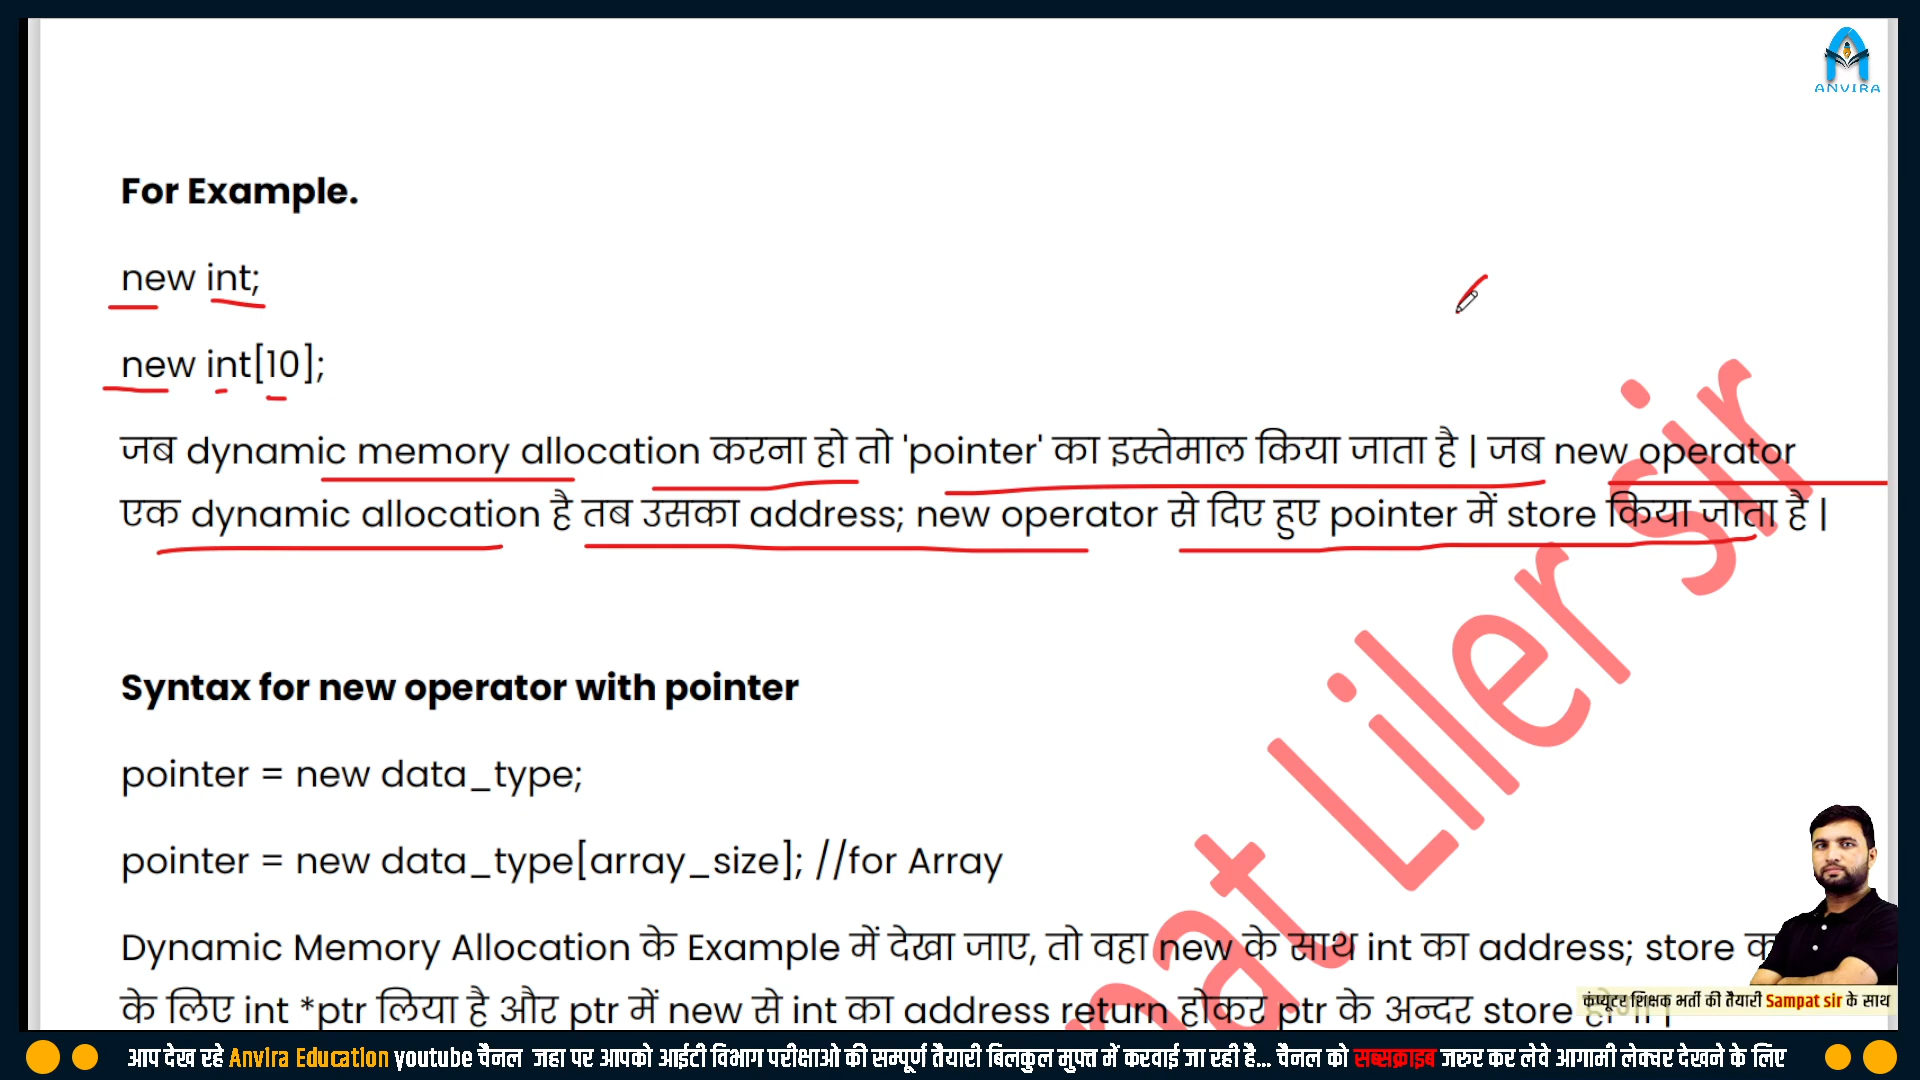 ANVIRA
For Example.
new int;
new int[10];
जब dynamic memory allocation करना हो तो 'pointer' का इस्तेमाल किया जाता है | जब new operator
एक dynamic allocation है तब उसका address; new operator से दिए हुए pointer में store किया जाता है |
Syntax for new operator with pointer
pointer = new data_type;
pointer = new data_type[array_size]; //for Array
Dynamic Memory Allocation के Example में देखा जाए, तो वहा new के साथ int का address; store
के लिए int *ptr लिया है और ptr में new से int का address return होकर ptr के अन्दर store
nat Liler sir
कंप्यूटर शिक्षक भर्ती की तैयारी Sampat sir के साथ
आप देख रहे Anvira Education youtube चैनल जहा पर आपको आईटी विभाग परीक्षाओ की सम्पूर्ण तैयारी बिलकुल मुफ्त में करवाई जा रही है... चैनल को सब्सक्राइब जरुर कर लेवे आगामी लेक्चर देखने के लिए